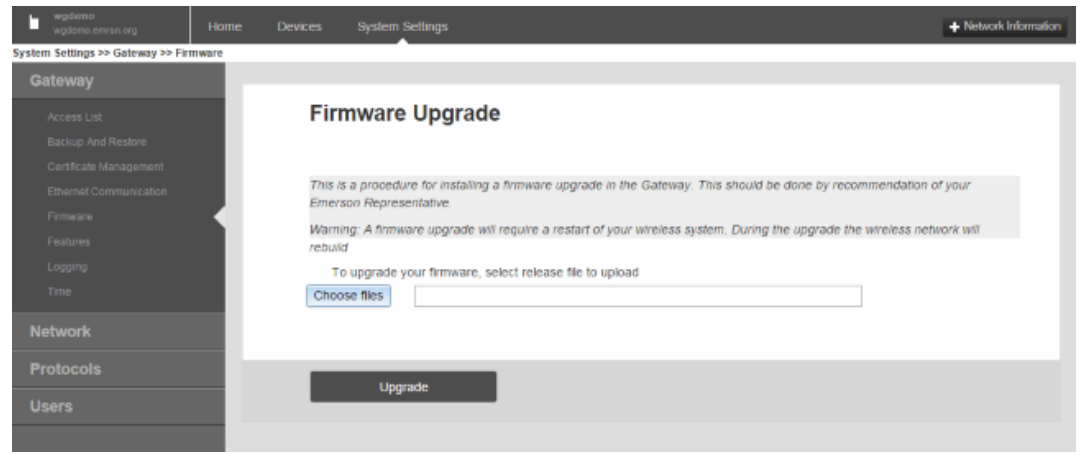 wgdemo
wgdemo.emrsn.org
Home Devices System Settings
+ Network Information
System Settings >> Gateway >> Firmware
Gateway
Access List
Backup And Restore
Certificate Management
Ethernet Communication
Firmware
Features
Logging
Time
Network
Protocols
Users
Firmware Upgrade
This is a procedure for installing a firmware upgrade in the Gateway. This should be done by recommendation of your
Emerson Representative.
Warning: A firmware upgrade will require a restart of your wireless system. During the upgrade the wireless network will
rebuild
To upgrade your firmware, select release file to upload
Choose files
Upgrade